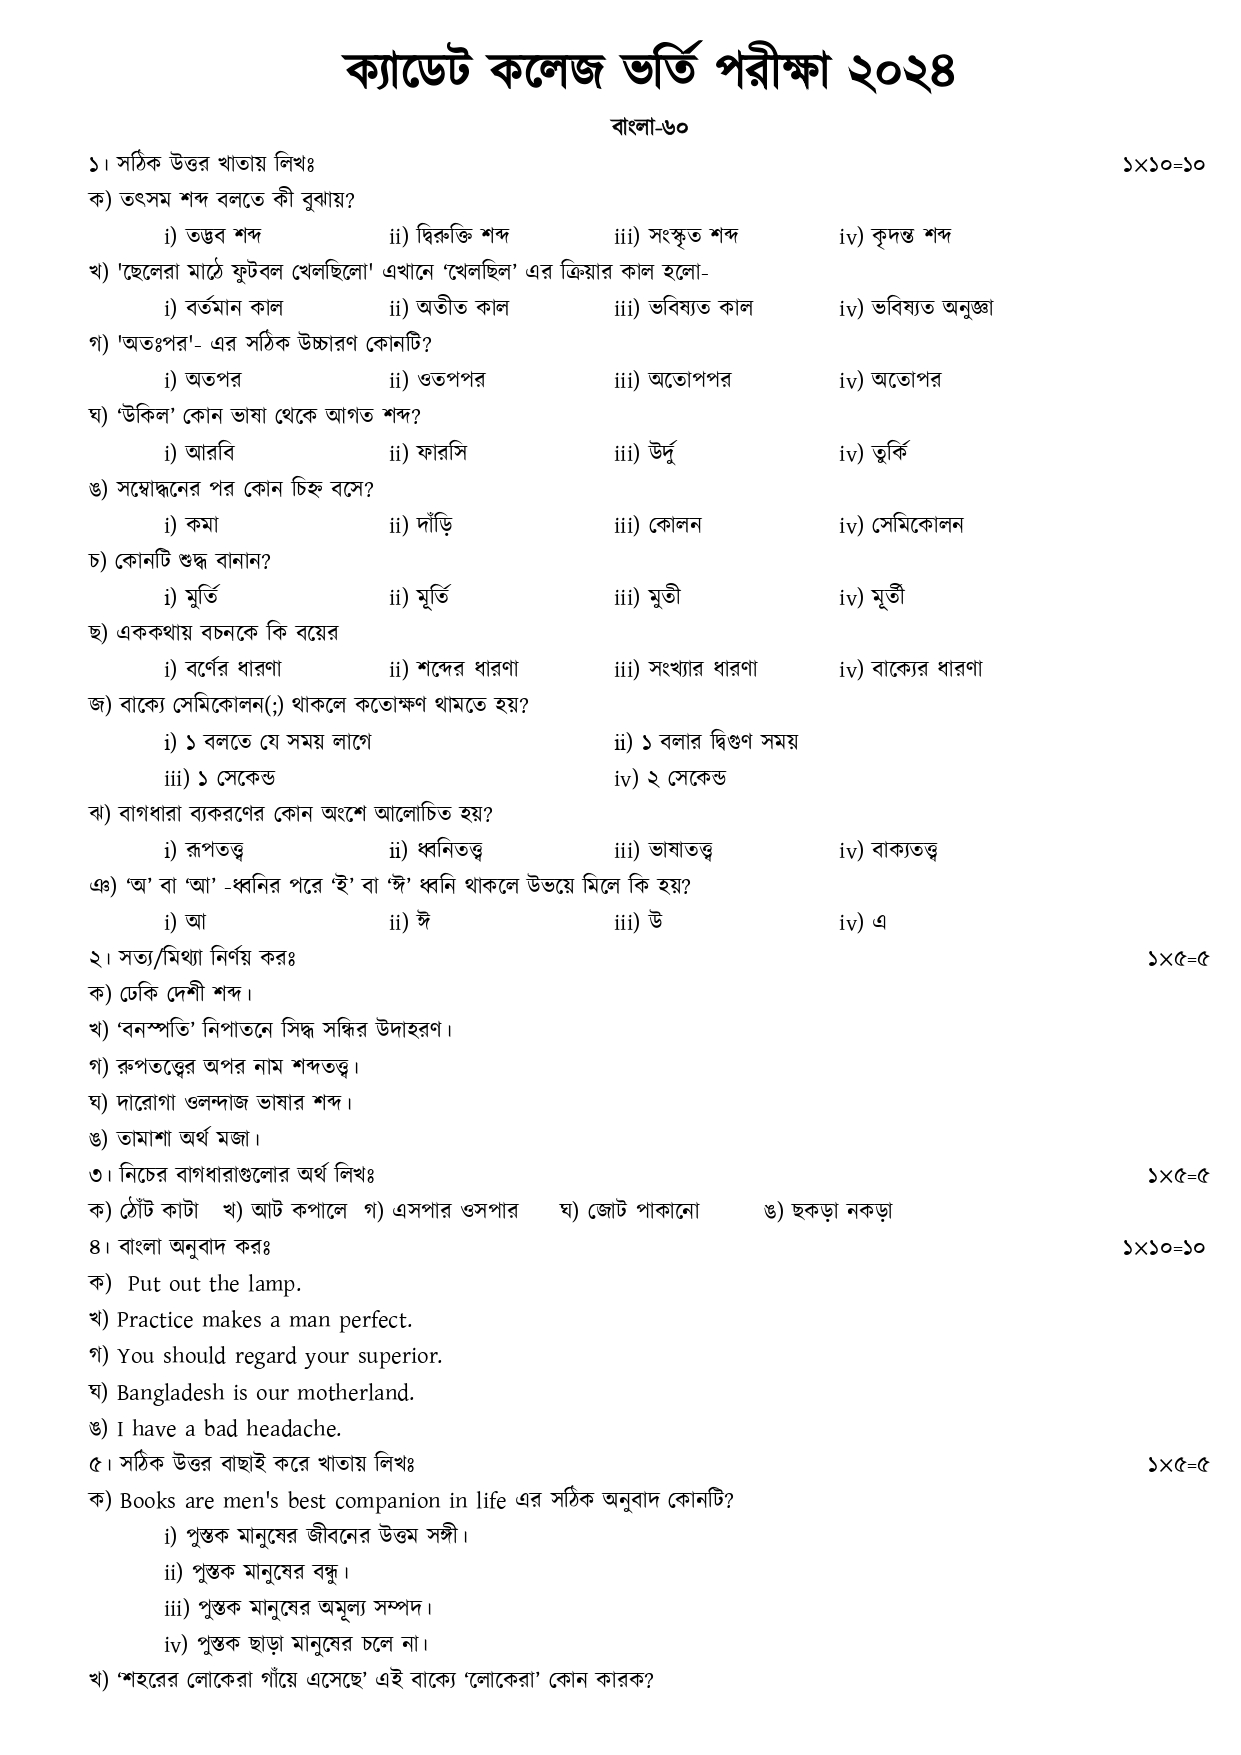 ক্যাডেট কলেজ ভর্তি পরীক্ষা ২০২৪
বাংলা-৬০
১। সঠিক উত্তর খাতায় লিখঃ ১×১০=১০
ক) তৎসম শব্দ বলতে কী বুঝায়?
i) তদ্ভব শব্দ ii) দ্বিরুক্তি শব্দ iii) সংস্কৃত শব্দ iv) কৃদন্ত শব্দ
খ) 'ছেলেরা মাঠে ফুটবল খেলছিলো' এখানে ‘খেলছিল’ এর ক্রিয়ার কাল হলো-
i) বর্তমান কাল ii) অতীত কাল iii) ভবিষ্যত কাল iv) ভবিষ্যত অনুজ্ঞা
গ) 'অতঃপর'- এর সঠিক উচ্চারণ কোনটি?
i) অতপর ii) ওতপপর iii) অতোপপর iv) অতোপর
ঘ) ‘উকিল’ কোন ভাষা থেকে আগত শব্দ?
i) আরবি ii) ফারসি iii) উর্দু iv) তুর্কি
ঙ) সম্বোদ্ধনের পর কোন চিহ্ন বসে?
i) কমা ii) দাঁড়ি iii) কোলন iv) সেমিকোলন
চ) কোনটি শুদ্ধ বানান?
i) মুর্তি ii) মূর্তি iii) মুতী iv) মূর্তী
ছ) এককথায় বচনকে কি বয়ের
i) বর্ণের ধারণা ii) শব্দের ধারণা iii) সংখ্যার ধারণা iv) বাক্যের ধারণা
জ) বাক্যে সেমিকোলন(;) থাকলে কতোক্ষণ থামতে হয়?
i) ১ বলতে যে সময় লাগে ii) ১ বলার দ্বিগুণ সময়
iii) ১ সেকেন্ড iv) ২ সেকেন্ড
ঝ) বাগধারা ব্যকরণের কোন অংশে আলোচিত হয়?
i) রূপতত্ত্ব ii) ধ্বনিতত্ত্ব iii) ভাষাতত্ত্ব iv) বাক্যতত্ত্ব
ঞ) ‘অ’ বা ‘আ’ -ধ্বনির পরে ‘ই’ বা ‘ঈ’ ধ্বনি থাকলে উভয়ে মিলে কি হয়?
i) আ ii) ঈ iii) উ iv) এ
২। সত্য/মিথ্যা নির্ণয় করঃ ১×৫=৫
ক) ঢেকি দেশী শব্দ।
খ) ‘বনস্পতি’ নিপাতনে সিদ্ধ সন্ধির উদাহরণ।
গ) রুপতত্ত্বের অপর নাম শব্দতত্ত্ব।
ঘ) দারোগা ওলন্দাজ ভাষার শব্দ।
ঙ) তামাশা অর্থ মজা।
৩। নিচের বাগধারাগুলোর অর্থ লিখঃ ১×৫=৫
ক) ঠোঁট কাটা খ) আট কপালে গ) এসপার ওসপার ঘ) জোট পাকানো ঙ) ছকড়া নকড়া
৪। বাংলা অনুবাদ করঃ ১×১০=১০
ক) Put out the lamp.
খ) Practice makes a man perfect.
গ) You should regard your superior.
ঘ) Bangladesh is our motherland.
ঙ) I have a bad headache.
৫। সঠিক উত্তর বাছাই করে খাতায় লিখঃ ১×৫=৫
ক) Books are men's best companion in life এর সঠিক অনুবাদ কোনটি?
i) পুস্তক মানুষের জীবনের উত্তম সঙ্গী।
ii) পুস্তক মানুষের বন্ধু।
iii) পুস্তক মানুষের অমূল্য সম্পদ।
iv) পুস্তক ছাড়া মানুষের চলে না।
খ) ‘শহরের লোকেরা গাঁয়ে এসেছে’ এই বাক্যে ‘লোকেরা’ কোন কারক?